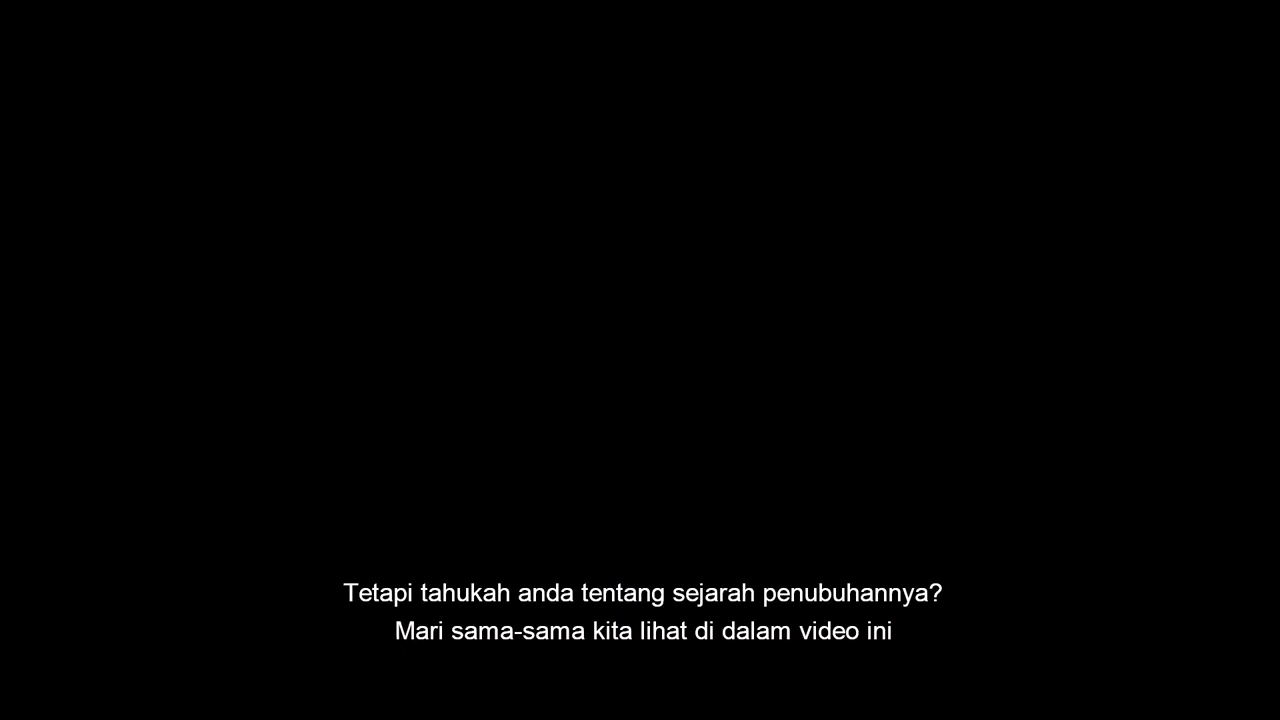 Tetapi tahukah anda tentang sejarah penubuhannya?
Mari sama-sama kita lihat di dalam video ini